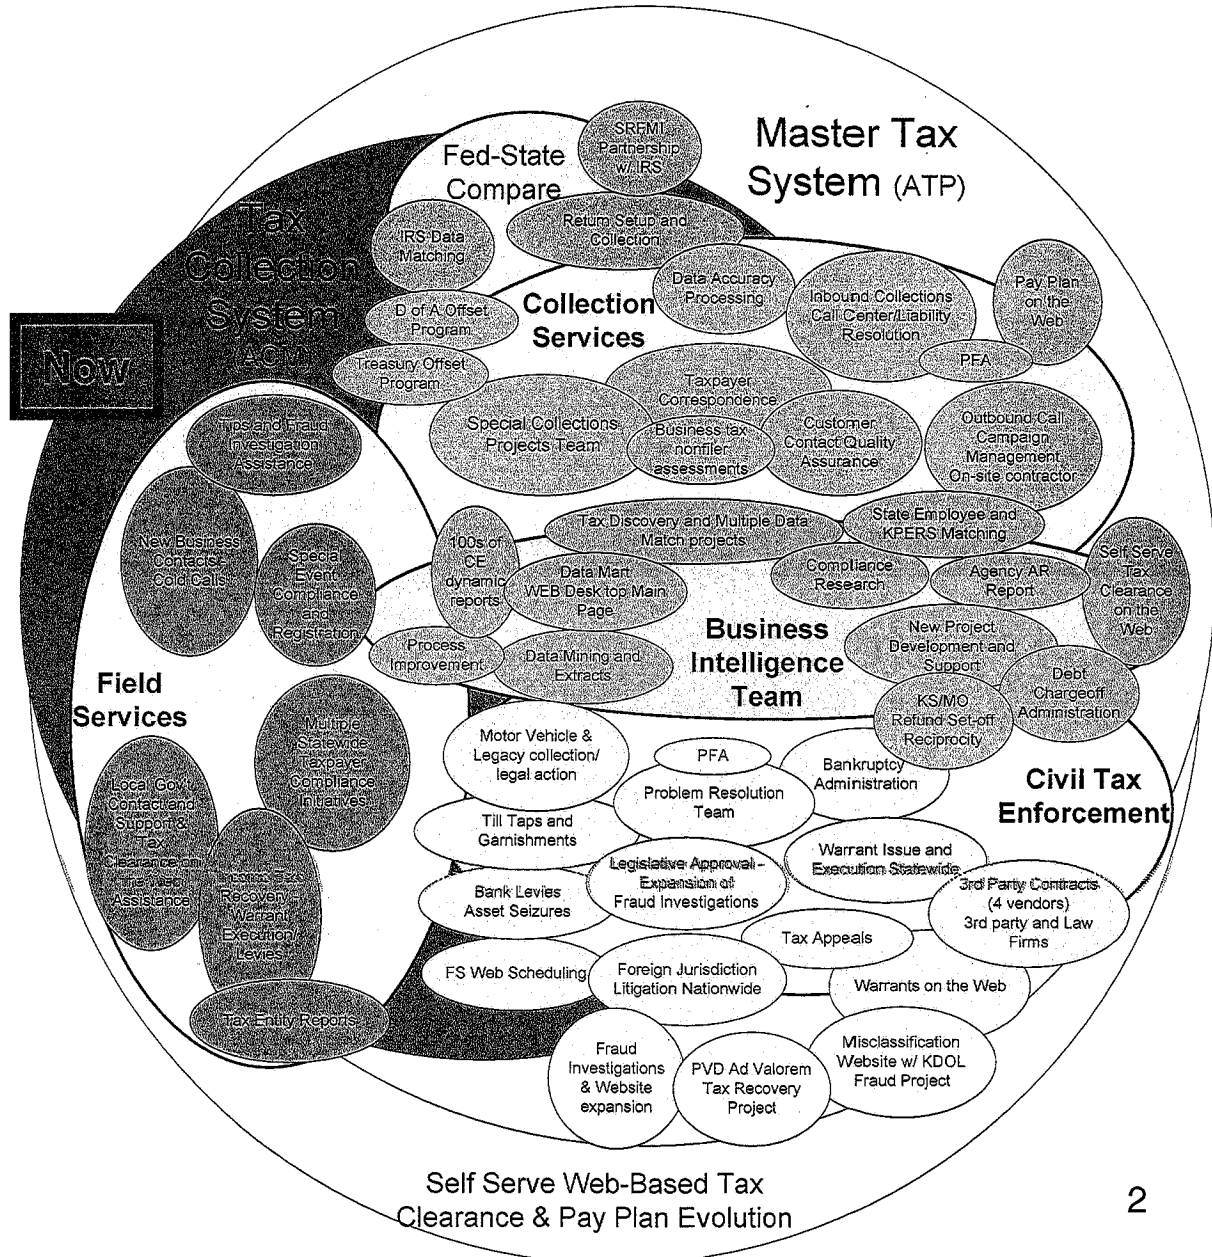 Master Tax
System (ATP)
SRFMI
Partnership
w/ IRS
Fed-State
Compare
Return Setup and
Collection
IRS Data
Matching
Tax
Collection
System
Now
D of A Offset
Program
Treasury Offset
Program
Collection
Services
Data Accuracy
Processing
Inbound Collections
Call Center/Liability
Resolution
Pay Plan
on the
Web
PFA
Taxpayer
Correspondence
Special Collections
Projects Team
Business tax
nonfiler
assessments
Customer
Contact Quality
Assurance
Outbound Call
Campaign
Management
On-site contractor
Tips and Fraud
Investigation
Assistance
New Business
Contacts/
Cold Calls
Special
Event
Compliance
and
Registration
100s of
CE
dynamic
reports
Tax Discovery and Multiple Data
Match projects
State Employee and
KPERS Matching
Data Mart
WEB Desk top Main
Page
Compliance
Research
Agency AR
Report
Self Serve
Tax
Clearance
on the
Web
Process
Improvement
Data Mining and
Extracts
Business
Intelligence
Team
New Project
Development and
Support
Debt
Chargeoff
Administration
KS/MO
Refund Set-off
Reciprocity
Field
Services
Multiple
Statewide
Taxpayer
Compliance
Initiatives
Local Gov't
Contact and
Support &
Tax
Clearance on
Assistance
Recovery
Warrant
Execution/
Levies
Tax Entity Reports
Motor Vehicle &
Legacy collection/
legal action
PFA
Problem Resolution
Team
Bankruptcy
Administration
Civil Tax
Enforcement
Till Taps and
Garnishments
Legislative Approval -
Expansion of
Fraud Investigations
Warrant Issue and
Execution Statewide
Bank Levies
Asset Seizures
3rd Party Contracts
(4 vendors)
3rd party and Law
Firms
Tax Appeals
FS Web Scheduling
Foreign Jurisdiction
Litigation Nationwide
Warrants on the Web
Fraud
Investigations
& Website
expansion
PVD Ad Valorem
Tax Recovery
Project
Misclassification
Website w/ KDOL
Fraud Project
Self Serve Web-Based Tax
Clearance & Pay Plan Evolution
2